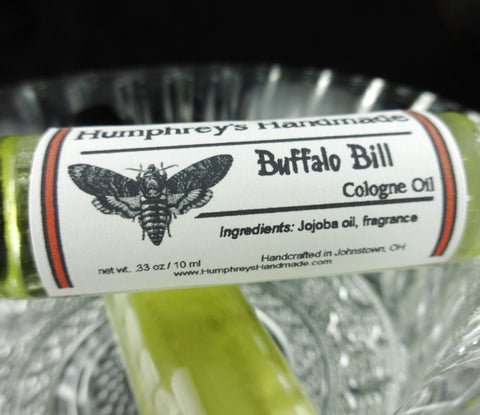 Humphrey's Handmade
Buffalo Bill
Cologne Oil
Ingredients: Jojoba oil, fragrance
Handcrafted in Johnstown, OH
net wt. .33 oz / 10 ml
www.HumphreysHandmade.com